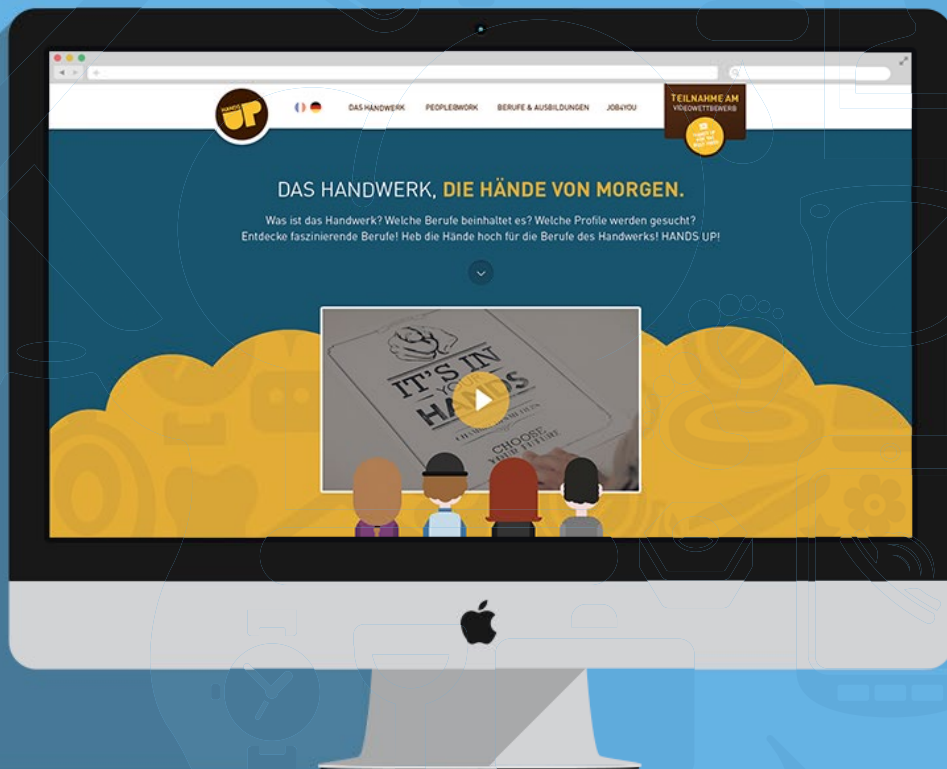 HANDS
UP
DAS HANDWERK
PEOPLE@WORK
BERUFE & AUSBILDUNGEN
JOB4YOU
TEILNAHME AM
VIDEOWETTBEWERB
DAS HANDWERK, DIE HÄNDE VON MORGEN.
Was ist das Handwerk? Welche Berufe beinhaltet es? Welche Profile werden gesucht?
Entdecke faszinierende Berufe! Heb die Hände hoch für die Berufe des Handwerks! HANDS UP!
IT'S IN
YOUR
HANDS
CHOOSE
YOUR FUTURE